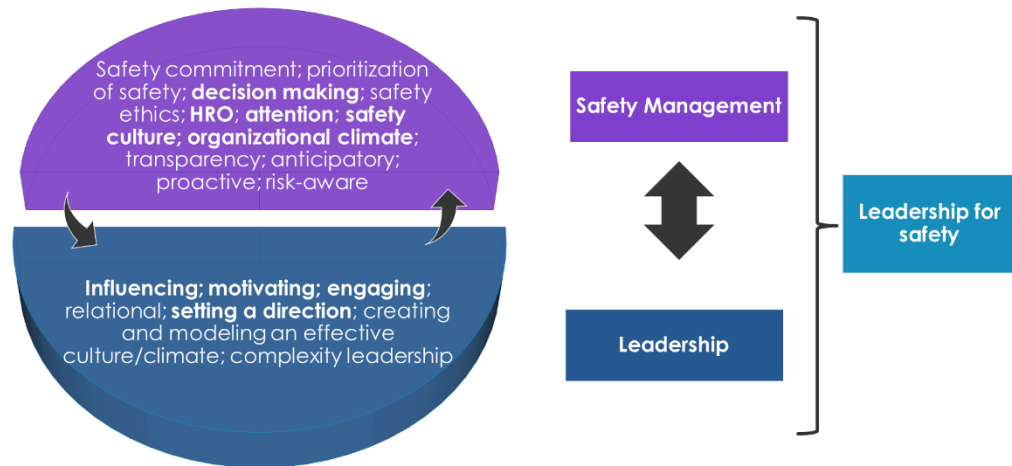 Safety commitment; prioritization
of safety; decision making; safety
ethics; HRO; attention; safety
culture; organizational climate;
transparency; anticipatory;
proactive; risk-aware
Influencing; motivating; engaging;
relational; setting a direction; creating
and modeling an effective
culture/climate; complexity leadership
Safety Management
Leadership
Leadership for
safety